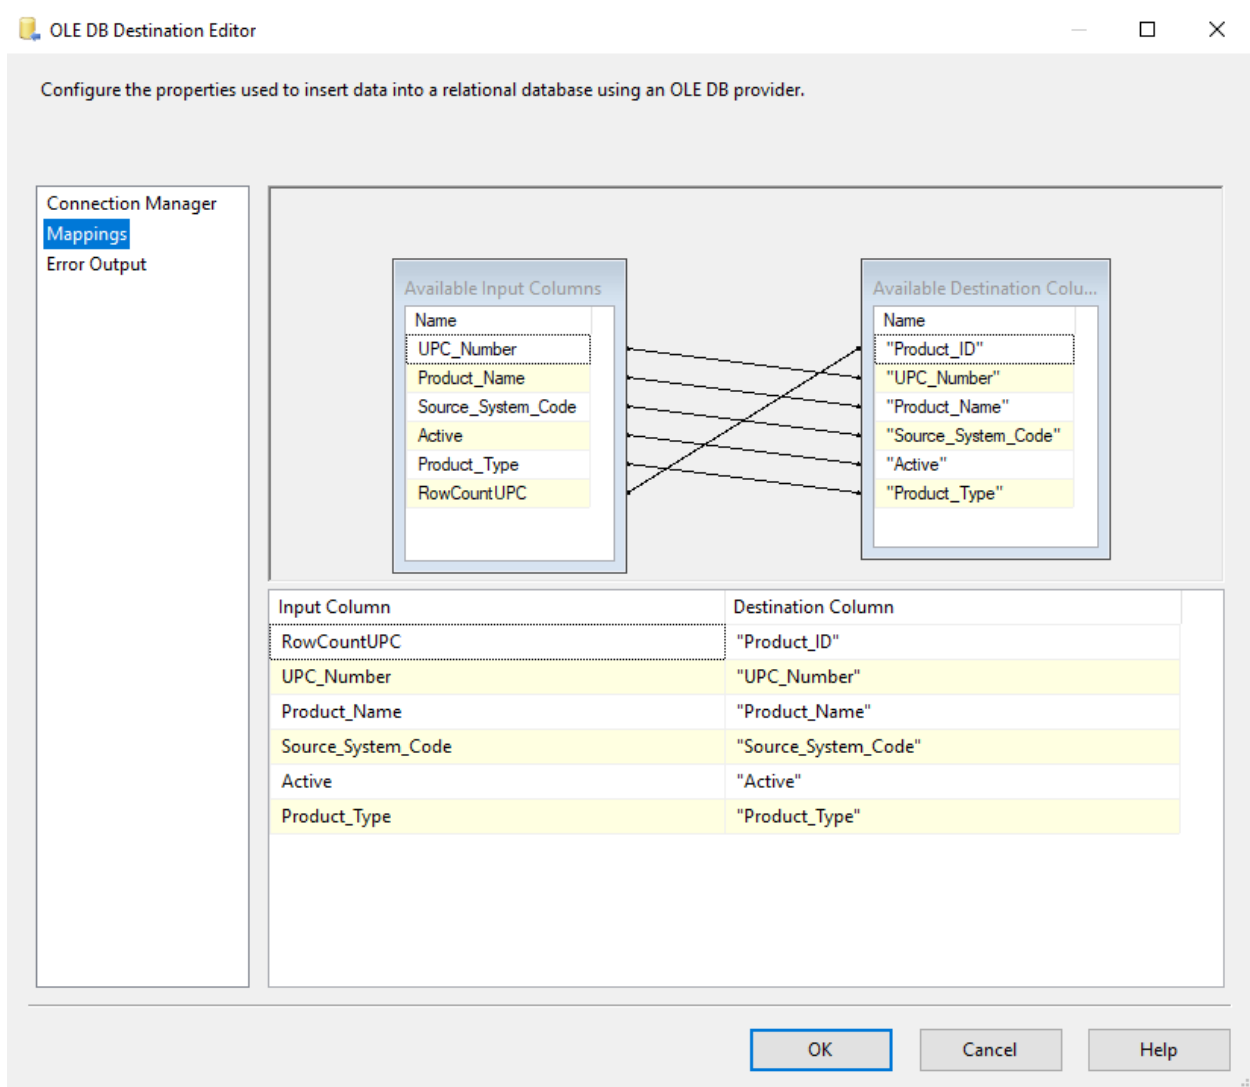 OLE DB Destination Editor
Configure the properties used to insert data into a relational database using an OLE DB provider.
Connection Manager
Mappings
Error Output
Available Input Columns
Name
UPC_Number
Product_Name
Source_System_Code
Active
Product_Type
RowCountUPC
Available Destination Colu...
Name
"Product_ID"
"UPC_Number"
"Product_Name"
"Source_System_Code"
"Active"
"Product_Type"
Input Column Destination Column
RowCountUPC "Product_ID"
UPC_Number "UPC_Number"
Product_Name "Product_Name"
Source_System_Code "Source_System_Code"
Active "Active"
Product_Type "Product_Type"
OK Cancel Help